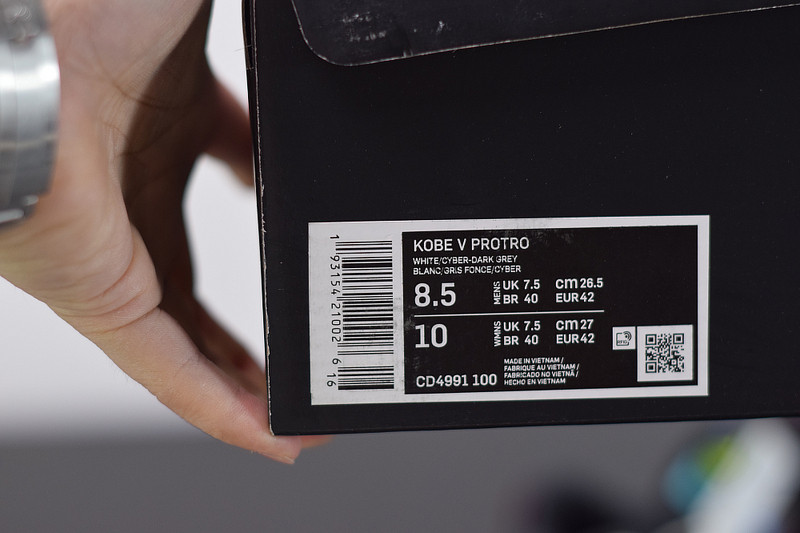 KOBE V PROTRO
WHITE/CYBER-DARK GREY
BLANC/GRIS FONCE/CYBER
8.5 MENS UK 7.5 CM 26.5
BR 40 EUR 42
10 WMNS UK 7.5 CM 27
BR 40 EUR 42
CD4991 100
MADE IN VIETNAM /
FABRIQUE AU VIETNAM /
FABRICADO NO VIETNÃ /
HECHO EN VIETNAM
1 93154 21002 6 16